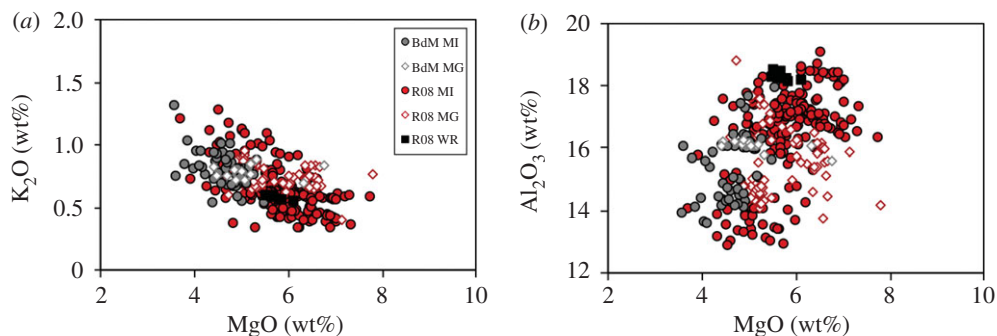 (a)
2.0
1.5
1.0
0.5
0
K2O (wt%)
2 4 6 8 10
MgO (wt%)
BdM MI
BdM MG
R08 MI
R08 MG
R08 WR
(b)
20
18
16
14
12
Al2O3 (wt%)
2 4 6 8 10
MgO (wt%)